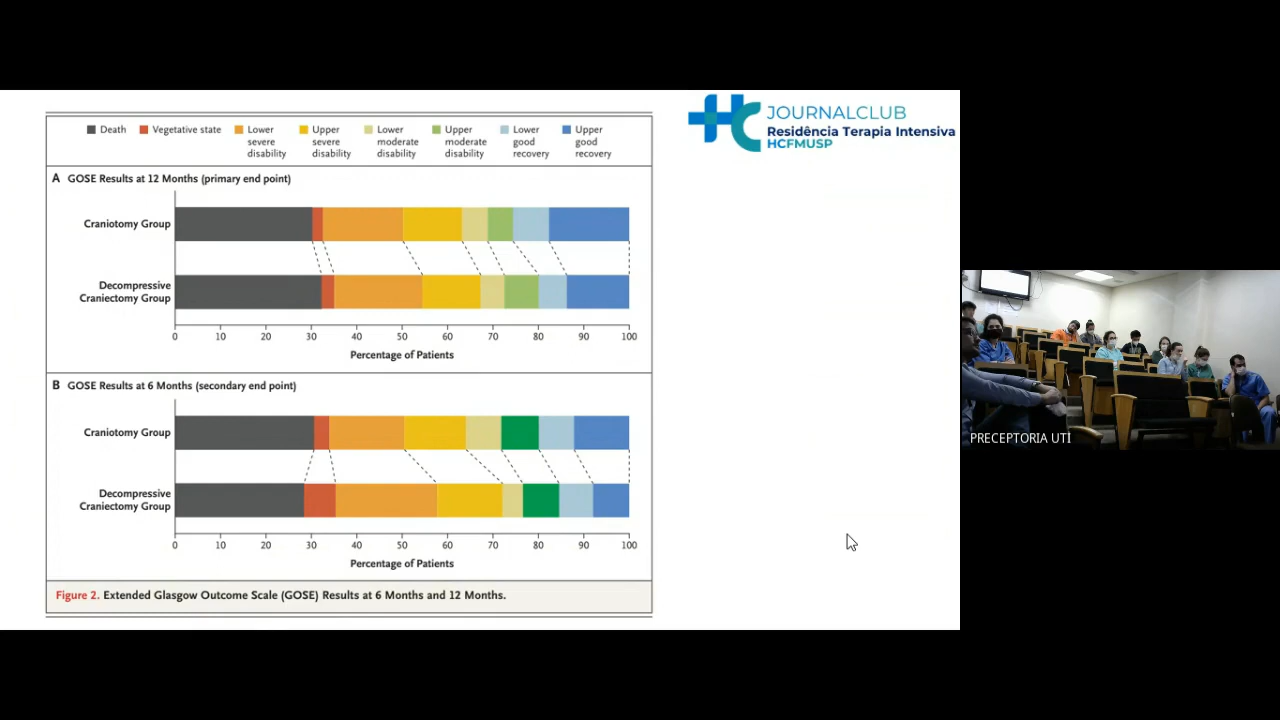 JOURNALCLUB
Residência Terapia Intensiva
HCFMUSP
Death
Vegetative state
Lower
severe
disability
Upper
severe
disability
Lower
moderate
disability
Upper
moderate
disability
Lower
good
recovery
Upper
good
recovery
A GOSE Results at 12 Months (primary end point)
Craniotomy Group
Decompressive
Craniectomy Group
0 10 20 30 40 50 60 70 80 90 100
Percentage of Patients
B GOSE Results at 6 Months (secondary end point)
Craniotomy Group
Decompressive
Craniectomy Group
0 10 20 30 40 50 60 70 80 90 100
Percentage of Patients
Figure 2. Extended Glasgow Outcome Scale (GOSE) Results at 6 Months and 12 Months.
PRECEPTORIA UTI